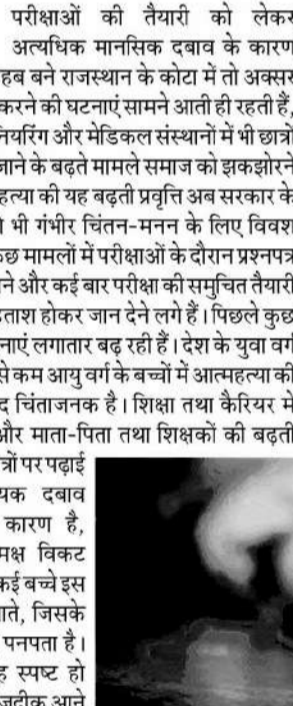 परीक्षाओं की तैयारी को लेकर
अत्यधिक मानसिक दबाव के कारण
हब बने राजस्थान के कोटा में तो अक्सर
करने की घटनाएं सामने आती ही रहती हैं,
नियरिंग और मेडिकल संस्थानों में भी छात्रों
जाने के बढ़ते मामले समाज को झकझोरने
हत्या की यह बढ़ती प्रवृत्ति अब सरकार के
भी गंभीर चिंतन-मनन के लिए विवश
कुछ मामलों में परीक्षाओं के दौरान प्रश्नपत्र
ने और कई बार परीक्षा की समुचित तैयारी
हताश होकर जान देने लगे हैं। पिछले कुछ
नाएं लगातार बढ़ रही हैं। देश के युवा वर्ग
से कम आयु वर्ग के बच्चों में आत्महत्या की
द चिंताजनक है। शिक्षा तथा कैरियर मे
और माता-पिता तथा शिक्षकों की बढ़ती
त्रों पर पढ़ाई
यक दबाव
कारण है,
मक्ष विकट
कई बच्चे इस
पाते, जिसके
पनपता है।
ह स्पष्ट हो
नजदीक आने